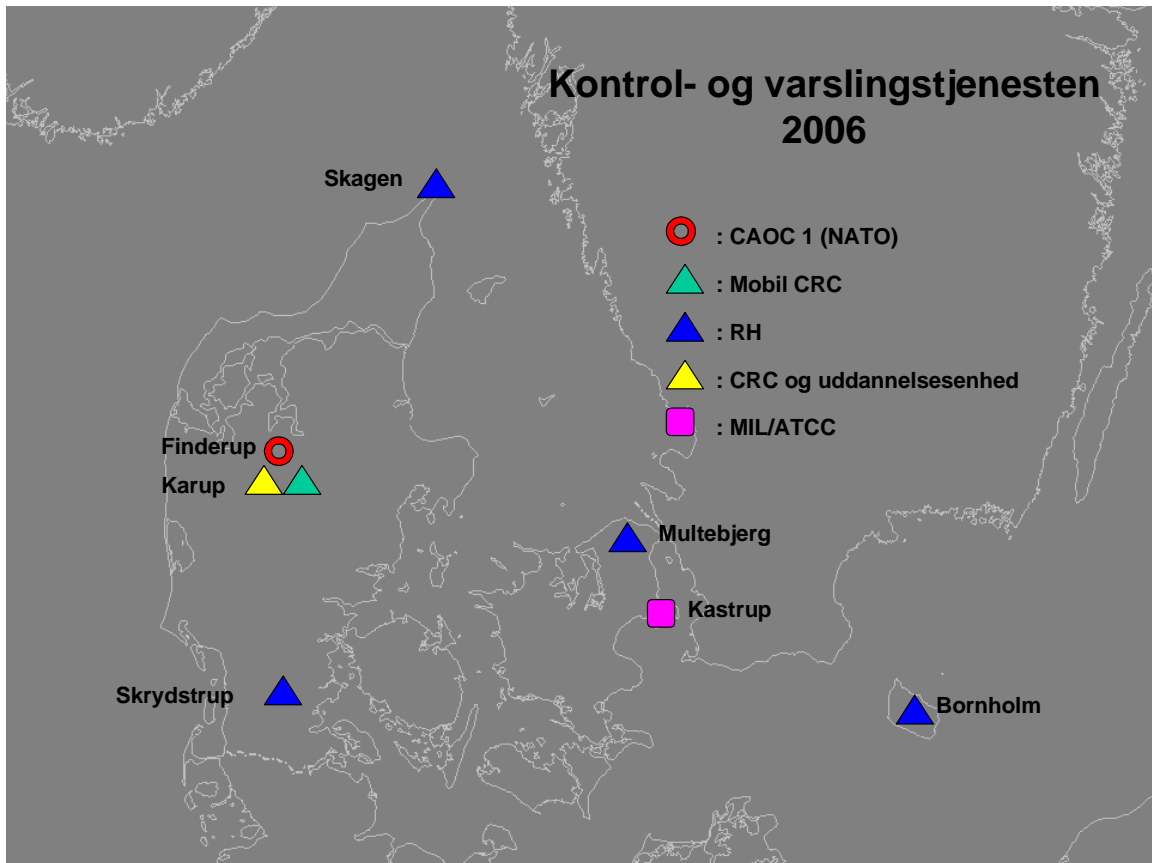 Kontrol- og varslingstjenesten
2006
Skagen
: CAOC 1 (NATO)
: Mobil CRC
: RH
: CRC og uddannelsesenhed
: MIL/ATCC
Finderup
Karup
Multebjerg
Kastrup
Skrydstrup
Bornholm